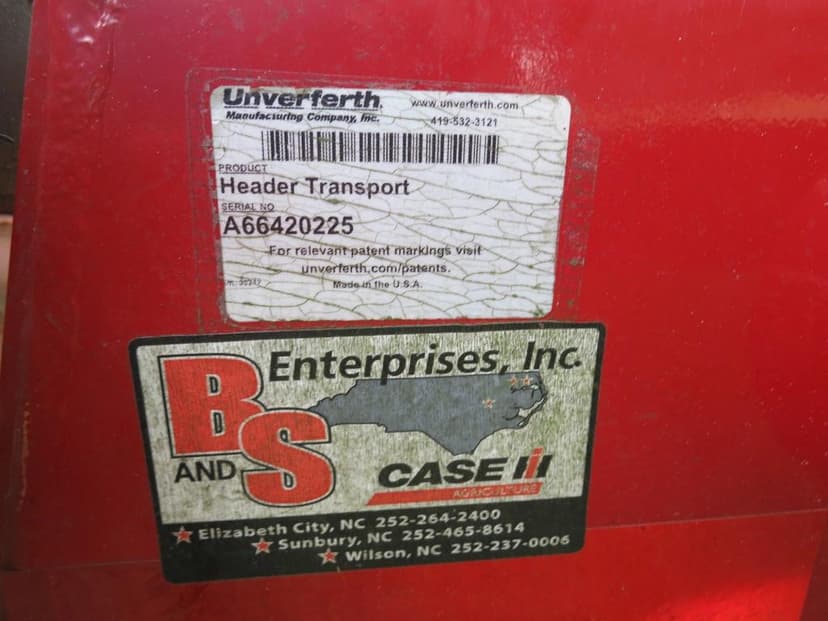 Unverferth
Manufacturing Company, Inc.
www.unverferth.com
419-532-3121
PRODUCT
Header Transport
SERIAL NO
A66420225
For relevant patent markings visit
unverferth.com/patents.
Made in the U.S.A.
B AND S Enterprises, Inc.
CASE IH
AGRICULTURE
Elizabeth City, NC 252-264-2400
Sunbury, NC 252-465-8614
Wilson, NC 252-237-0006